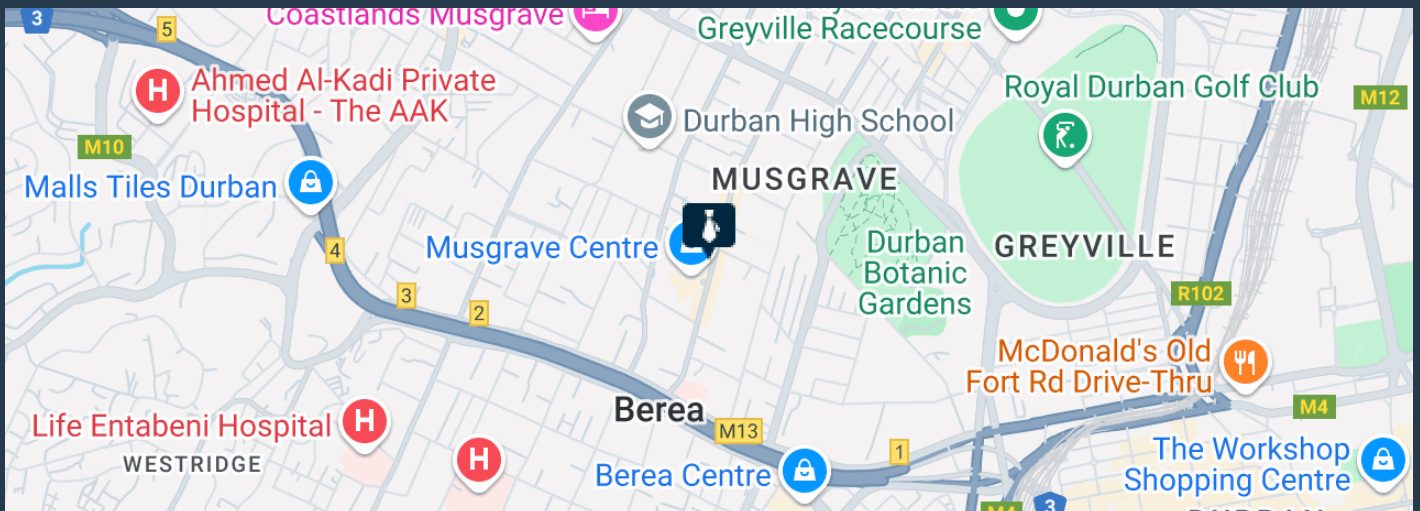 3
5
Coastlands Musgrave
Greyville Racecourse
Ahmed Al-Kadi Private
Hospital - The AAK
H
Royal Durban Golf Club
M12
Durban High School
M10
Malls Tiles Durban
MUSGRAVE
Musgrave Centre
4
Durban
Botanic
Gardens
GREYVILLE
3
2
R102
McDonald's Old
Fort Rd Drive-Thru
Berea
M4
M13
Life Entabeni Hospital
H
WESTRIDGE
H
1
Berea Centre
The Workshop
Shopping Centre
3